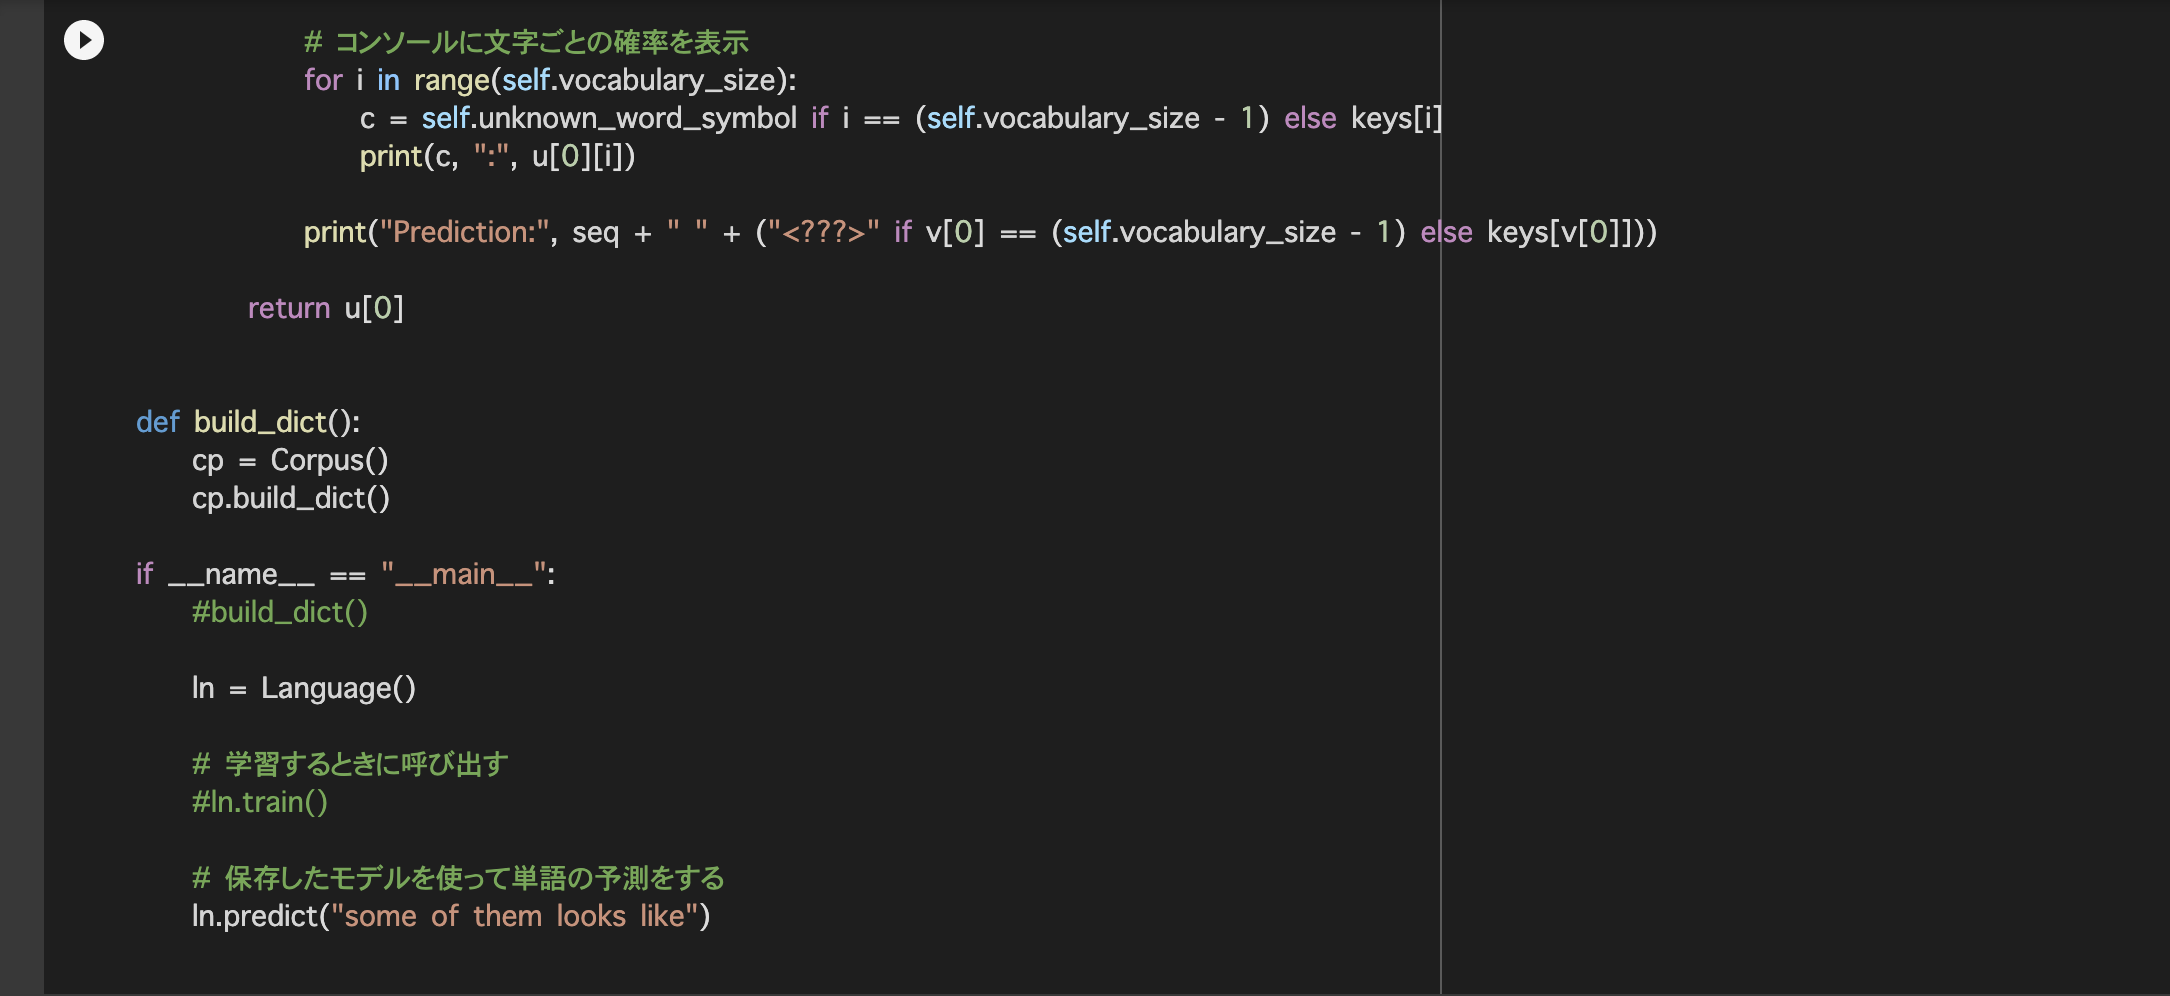 # コンソールに文字ごとの確率を表示
for i in range(self.vocabulary_size):
c = self.unknown_word_symbol if i == (self.vocabulary_size - 1) else keys[i]
print(c, ":", u[0][i])
print("Prediction:", seq + " " + ("<???>" if v[0] == (self.vocabulary_size - 1) else keys[v[0]]))
return u[0]
def build_dict():
cp = Corpus()
cp.build_dict()
if __name__ == "__main__":
#build_dict()
ln = Language()
# 学習するときに呼び出す
#ln.train()
# 保存したモデルを使って単語の予測をする
ln.predict("some of them looks like")